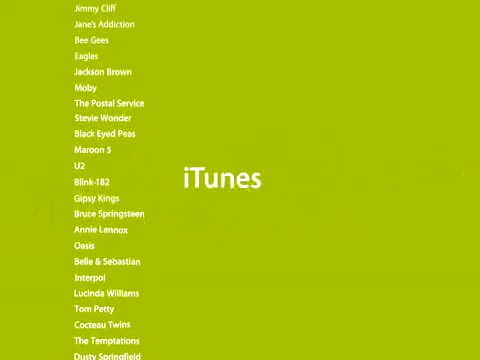 Jimmy Cliff
Jane's Addiction
Bee Gees
Eagles
Jackson Brown
Moby
The Postal Service
Stevie Wonder
Black Eyed Peas
Maroon 5
U2
Blink-182
iTunes
Gipsy Kings
Bruce Springsteen
Annie Lennox
Oasis
Belle & Sebastian
Interpol
Lucinda Williams
Tom Petty
Cocteau Twins
The Temptations
Dusty Springfield